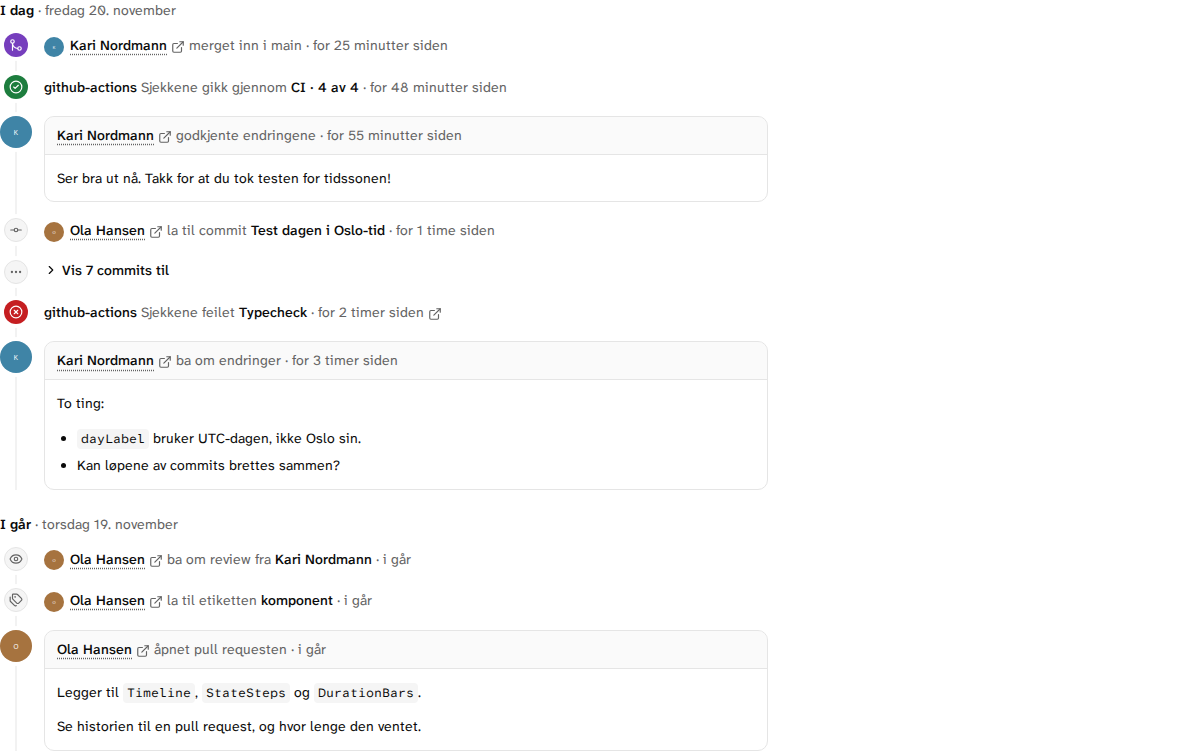 I dag · fredag 20. november
Kari Nordmann merget inn i main · for 25 minutter siden
github-actions Sjekkene gikk gjennom CI · 4 av 4 · for 48 minutter siden
K
Kari Nordmann godkjente endringene · for 55 minutter siden
Ser bra ut nå. Takk for at du tok testen for tidssonen!
Ola Hansen la til commit Test dagen i Oslo-tid · for 1 time siden
Vis 7 commits til
github-actions Sjekkene feilet Typecheck · for 2 timer siden
K
Kari Nordmann ba om endringer · for 3 timer siden
To ting:
• dayLabel bruker UTC-dagen, ikke Oslo sin.
• Kan løpene av commits brettes sammen?
I går · torsdag 19. november
Ola Hansen ba om review fra Kari Nordmann · i går
Ola Hansen la til etiketten komponent · i går
O
Ola Hansen åpnet pull requesten · i går
Legger til Timeline, StateSteps og DurationBars.
Se historien til en pull request, og hvor lenge den ventet.